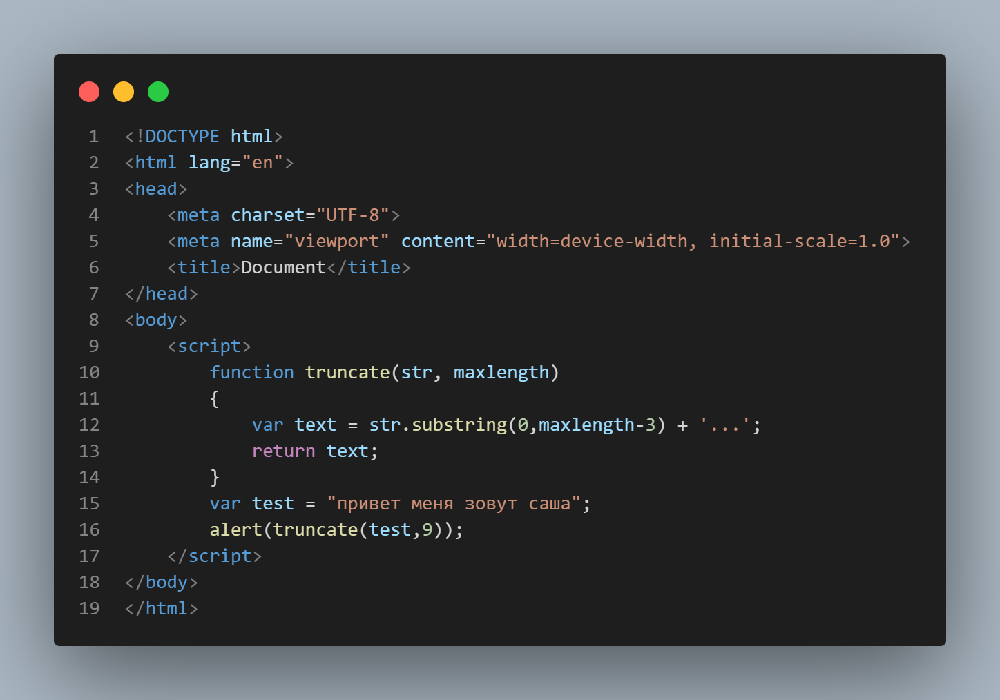 1 <!DOCTYPE html>
2 <html lang="en">
3 <head>
4     <meta charset="UTF-8">
5     <meta name="viewport" content="width=device-width, initial-scale=1.0">
6     <title>Document</title>
7 </head>
8 <body>
9     <script>
10         function truncate(str, maxlength)
11         {
12             var text = str.substring(0,maxlength-3) + '...';
13             return text;
14         }
15         var test = "привет меня зовут саша";
16         alert(truncate(test,9));
17     </script>
18 </body>
19 </html>